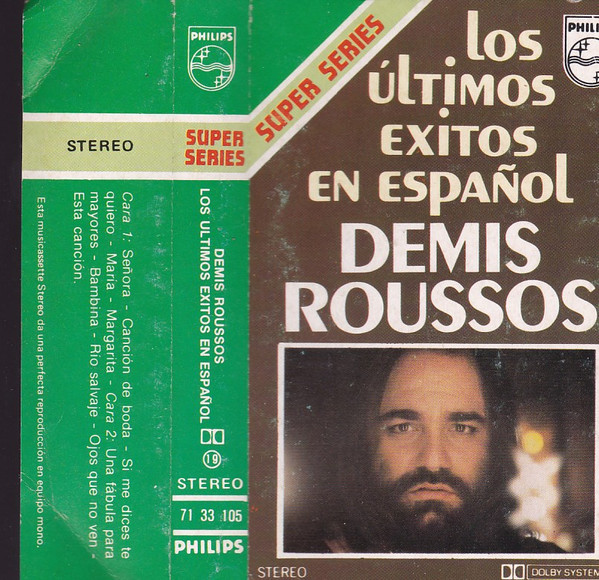 PHILIPS
STEREO
Cara 1: Señora - Canción de boda - Si me dices te
quiero - María - Margarita - Cara 2: Una fábula para
mayores - Bambina - Rio salvaje - Ojos que no ven -
Esta canción.
Esta musicassette Stereo da una perfecta reproducción en equipo mono.
SUPER
SERIES
DEMIS ROUSSOS
LOS ULTIMOS EXITOS EN ESPAÑOL
19
STEREO
71 33 105
PHILIPS
SUPER SERIES
PHILIPS
Los
últimos
exitos
en español
DEMIS
ROUSSOS
STEREO
DOLBY SYSTEM